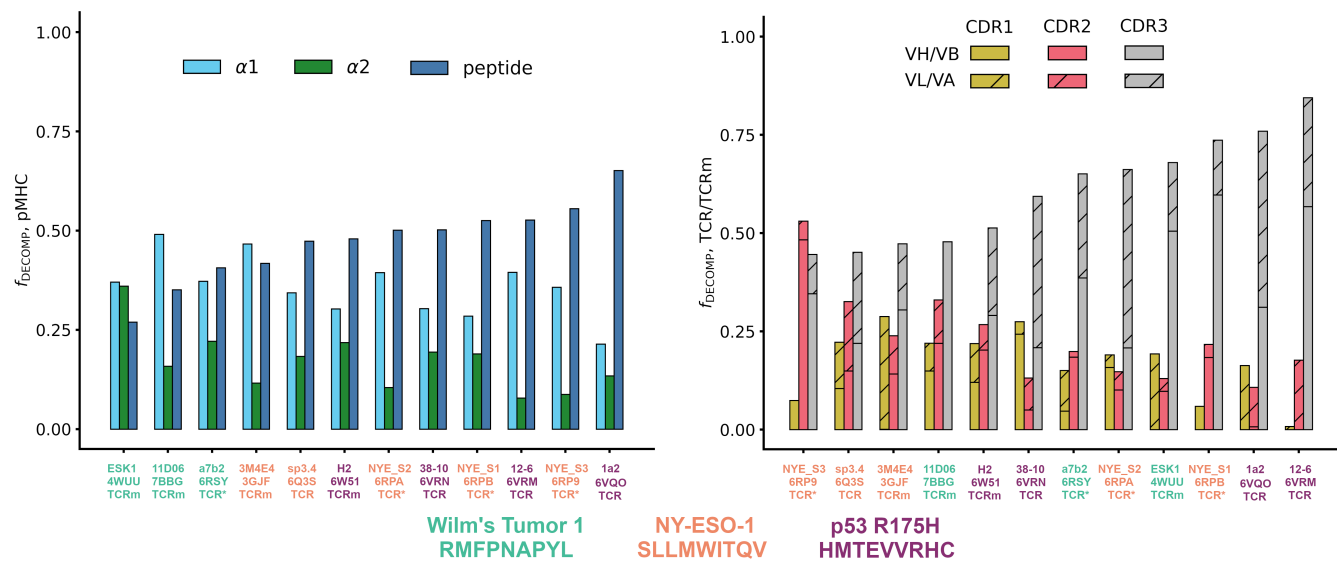 1.00
0.75
0.50
0.25
0.00
fDECOMP, pMHC
α1 α2 peptide
ESK1 11D06 a7b2 3M4E4 sp3.4 H2 NYE_S2 38-10 NYE_S1 12-6 NYE_S3 1a2
4WUU 7BBG 6RSY 3GJF 6Q3S 6W51 6RPA 6VRN 6RPB 6VRM 6RP9 6VQO
TCRm TCRm TCR* TCRm TCR TCRm TCR* TCR TCR* TCR TCR* TCR
1.00
0.75
0.50
0.25
0.00
fDECOMP, TCR/TCRm
CDR1 CDR2 CDR3
VH/VB
VL/VA
NYE_S3 sp3.4 3M4E4 11D06 H2 38-10 a7b2 NYE_S2 ESK1 NYE_S1 1a2 12-6
6RP9 6Q3S 3GJF 7BBG 6W51 6VRN 6RSY 6RPA 4WUU 6RPB 6VQO 6VRM
TCR* TCR TCRm TCRm TCRm TCR TCR* TCR* TCRm TCR* TCR TCR
Wilm's Tumor 1 NY-ESO-1 p53 R175H
RMFPNAPYL SLLMWITQV HMTEVVRHC